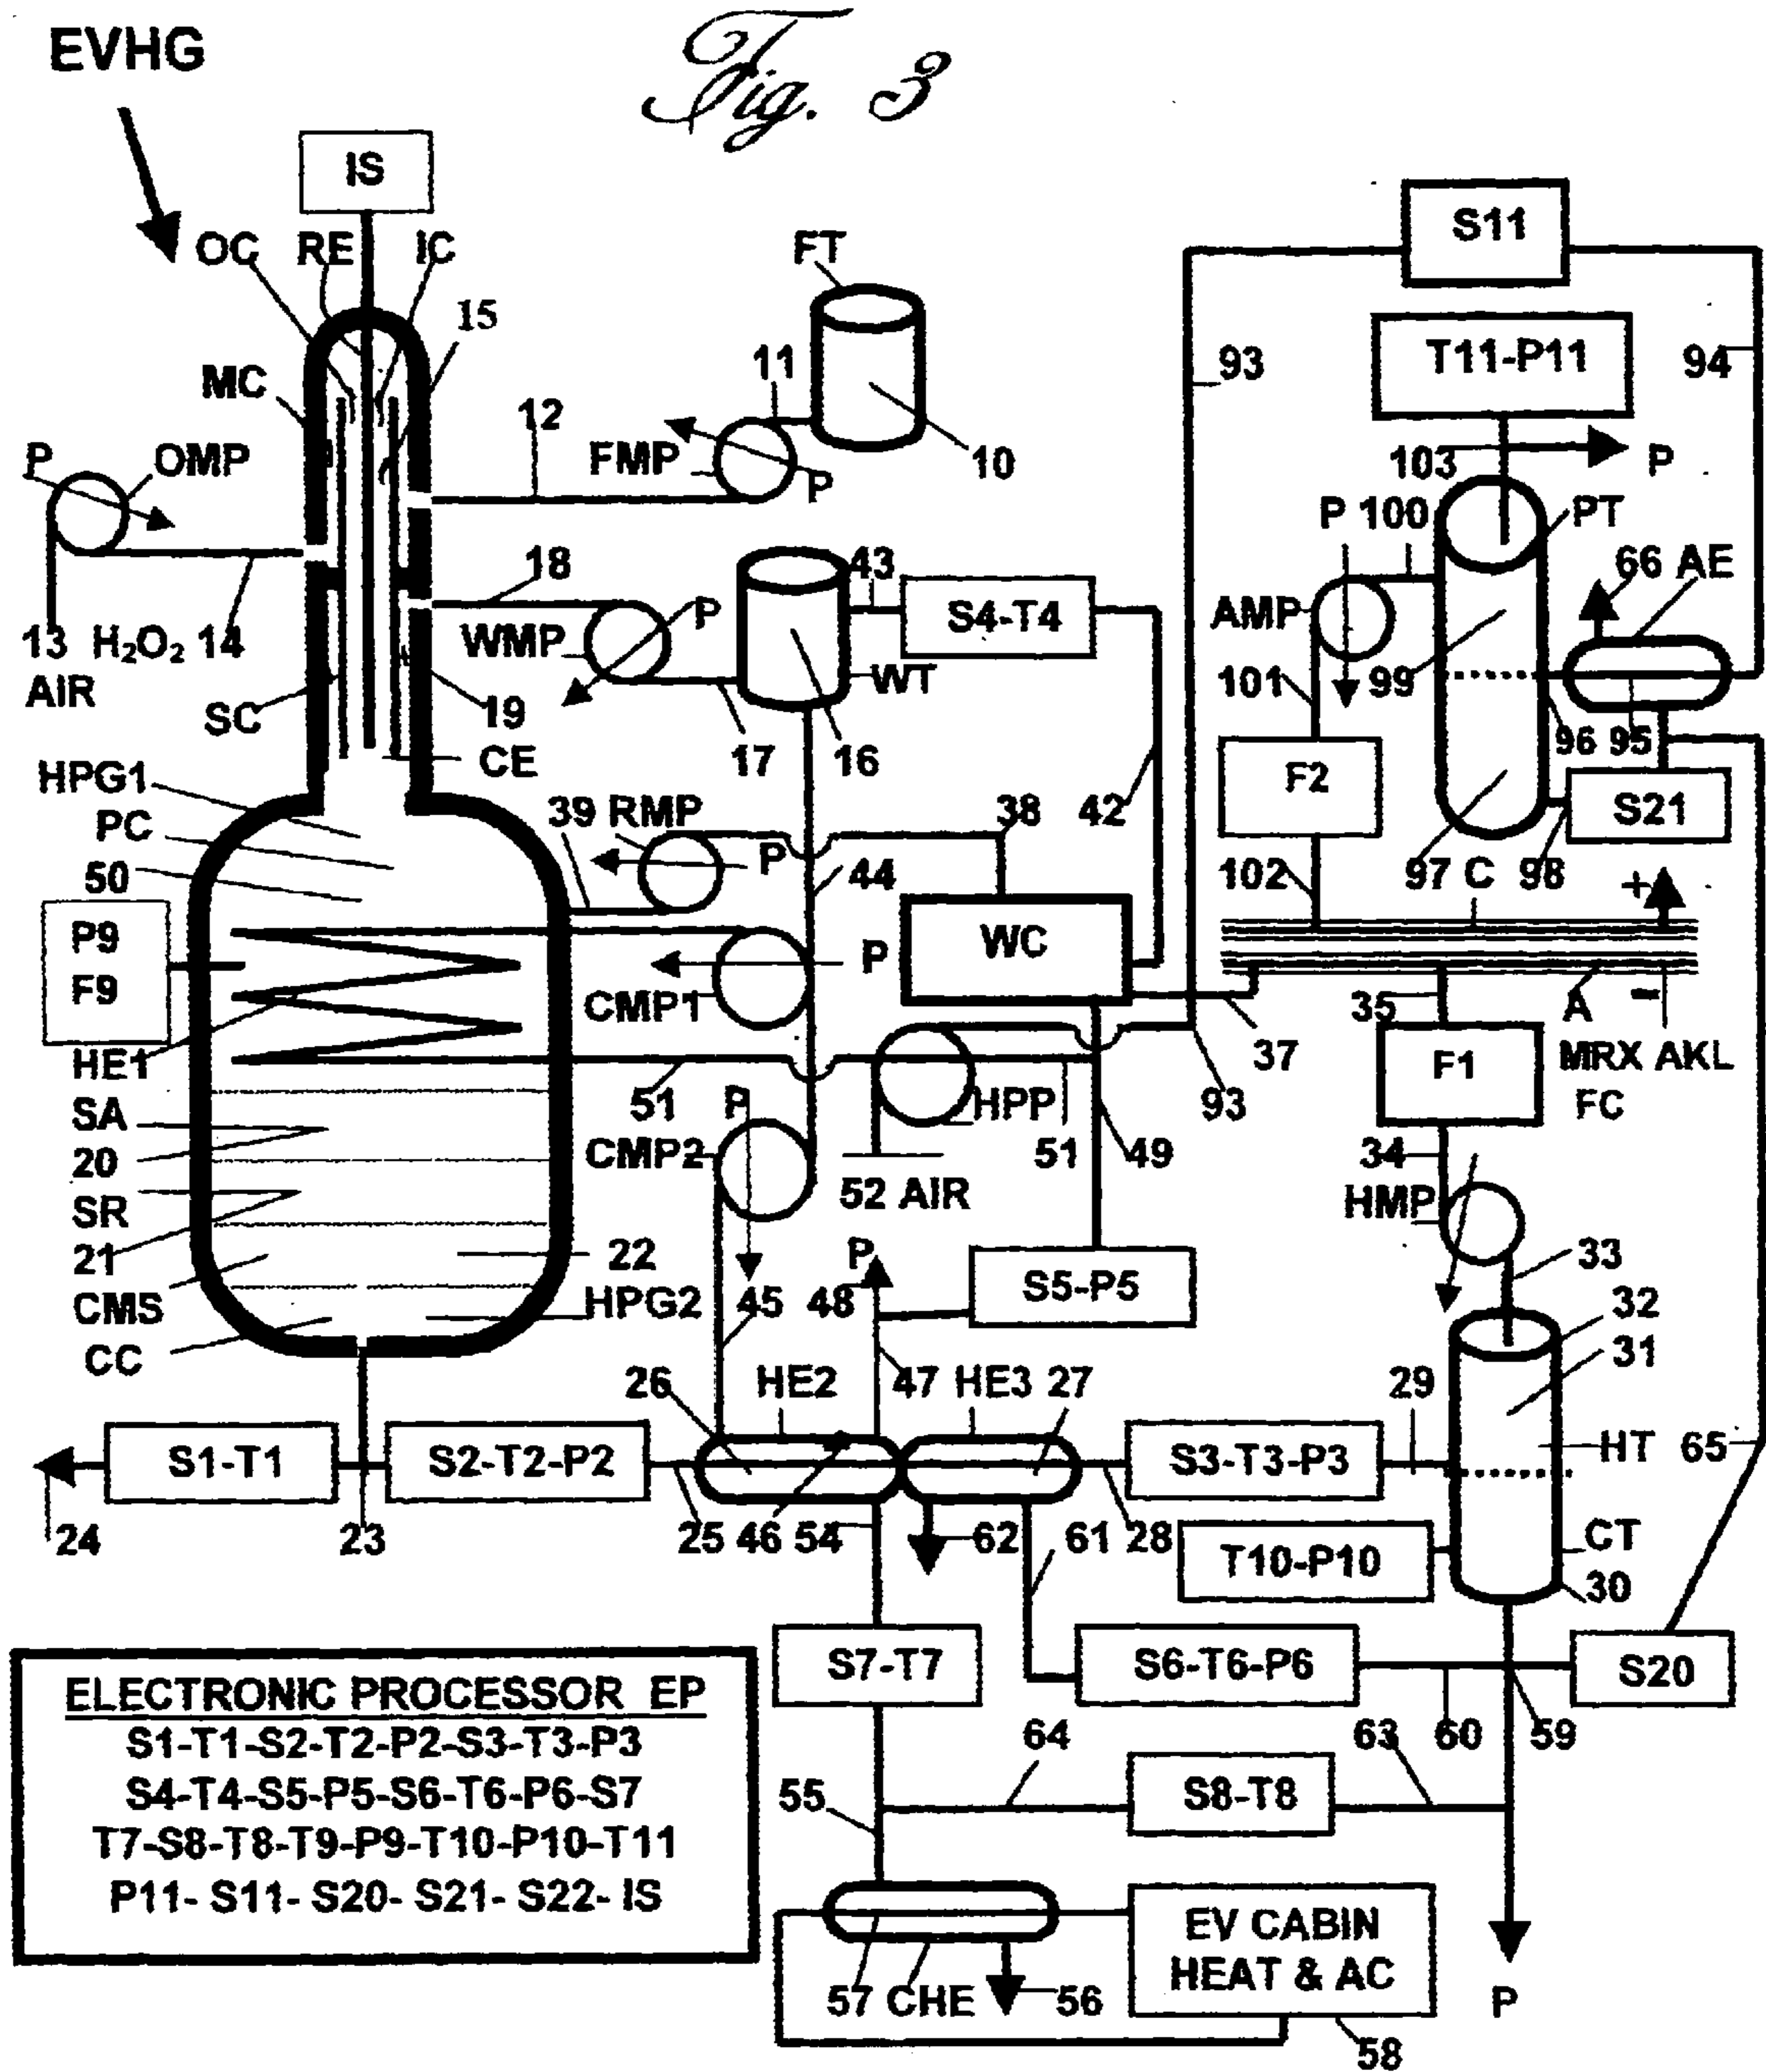 EVHG
Fig. 3
IS
OC RE IC
15
MC
P
OMP
13 H₂O₂ 14
AIR
SC
19
CE
HPG1
PC
50
P9
F9
HE1
SA
20
SR
21
CMS
CC
22
HPG2
FT
11
12
FMP
P
10
18
WMP
P
43
S4-T4
WT
17
16
42
39 RMP
P
38
44
WC
CMP1
P
51
P
CMP2
HPP
51
49
52 AIR
93
37
45
48
P
S5-P5
S11
93
94
T11-P11
103
P
P 100
PT
66 AE
AMP
101
99
96 95
F2
S21
102
97 C 98
+
35
A
-
F1
MRX AKL
FC
34
HMP
33
32
31
29
HT 65
26
HE2
47 HE3 27
S1-T1
S2-T2-P2
S3-T3-P3
24
23
25 46 54
62
61 28
T10-P10
CT
30
S7-T7
S6-T6-P6
S20
64
63 60 59
55
S8-T8
57 CHE
56
EV CABIN
HEAT & AC
58
P
ELECTRONIC PROCESSOR EP
S1-T1-S2-T2-P2-S3-T3-P3
S4-T4-S5-P5-S6-T6-P6-S7
T7-S8-T8-T9-P9-T10-P10-T11
P11- S11- S20- S21- S22- IS